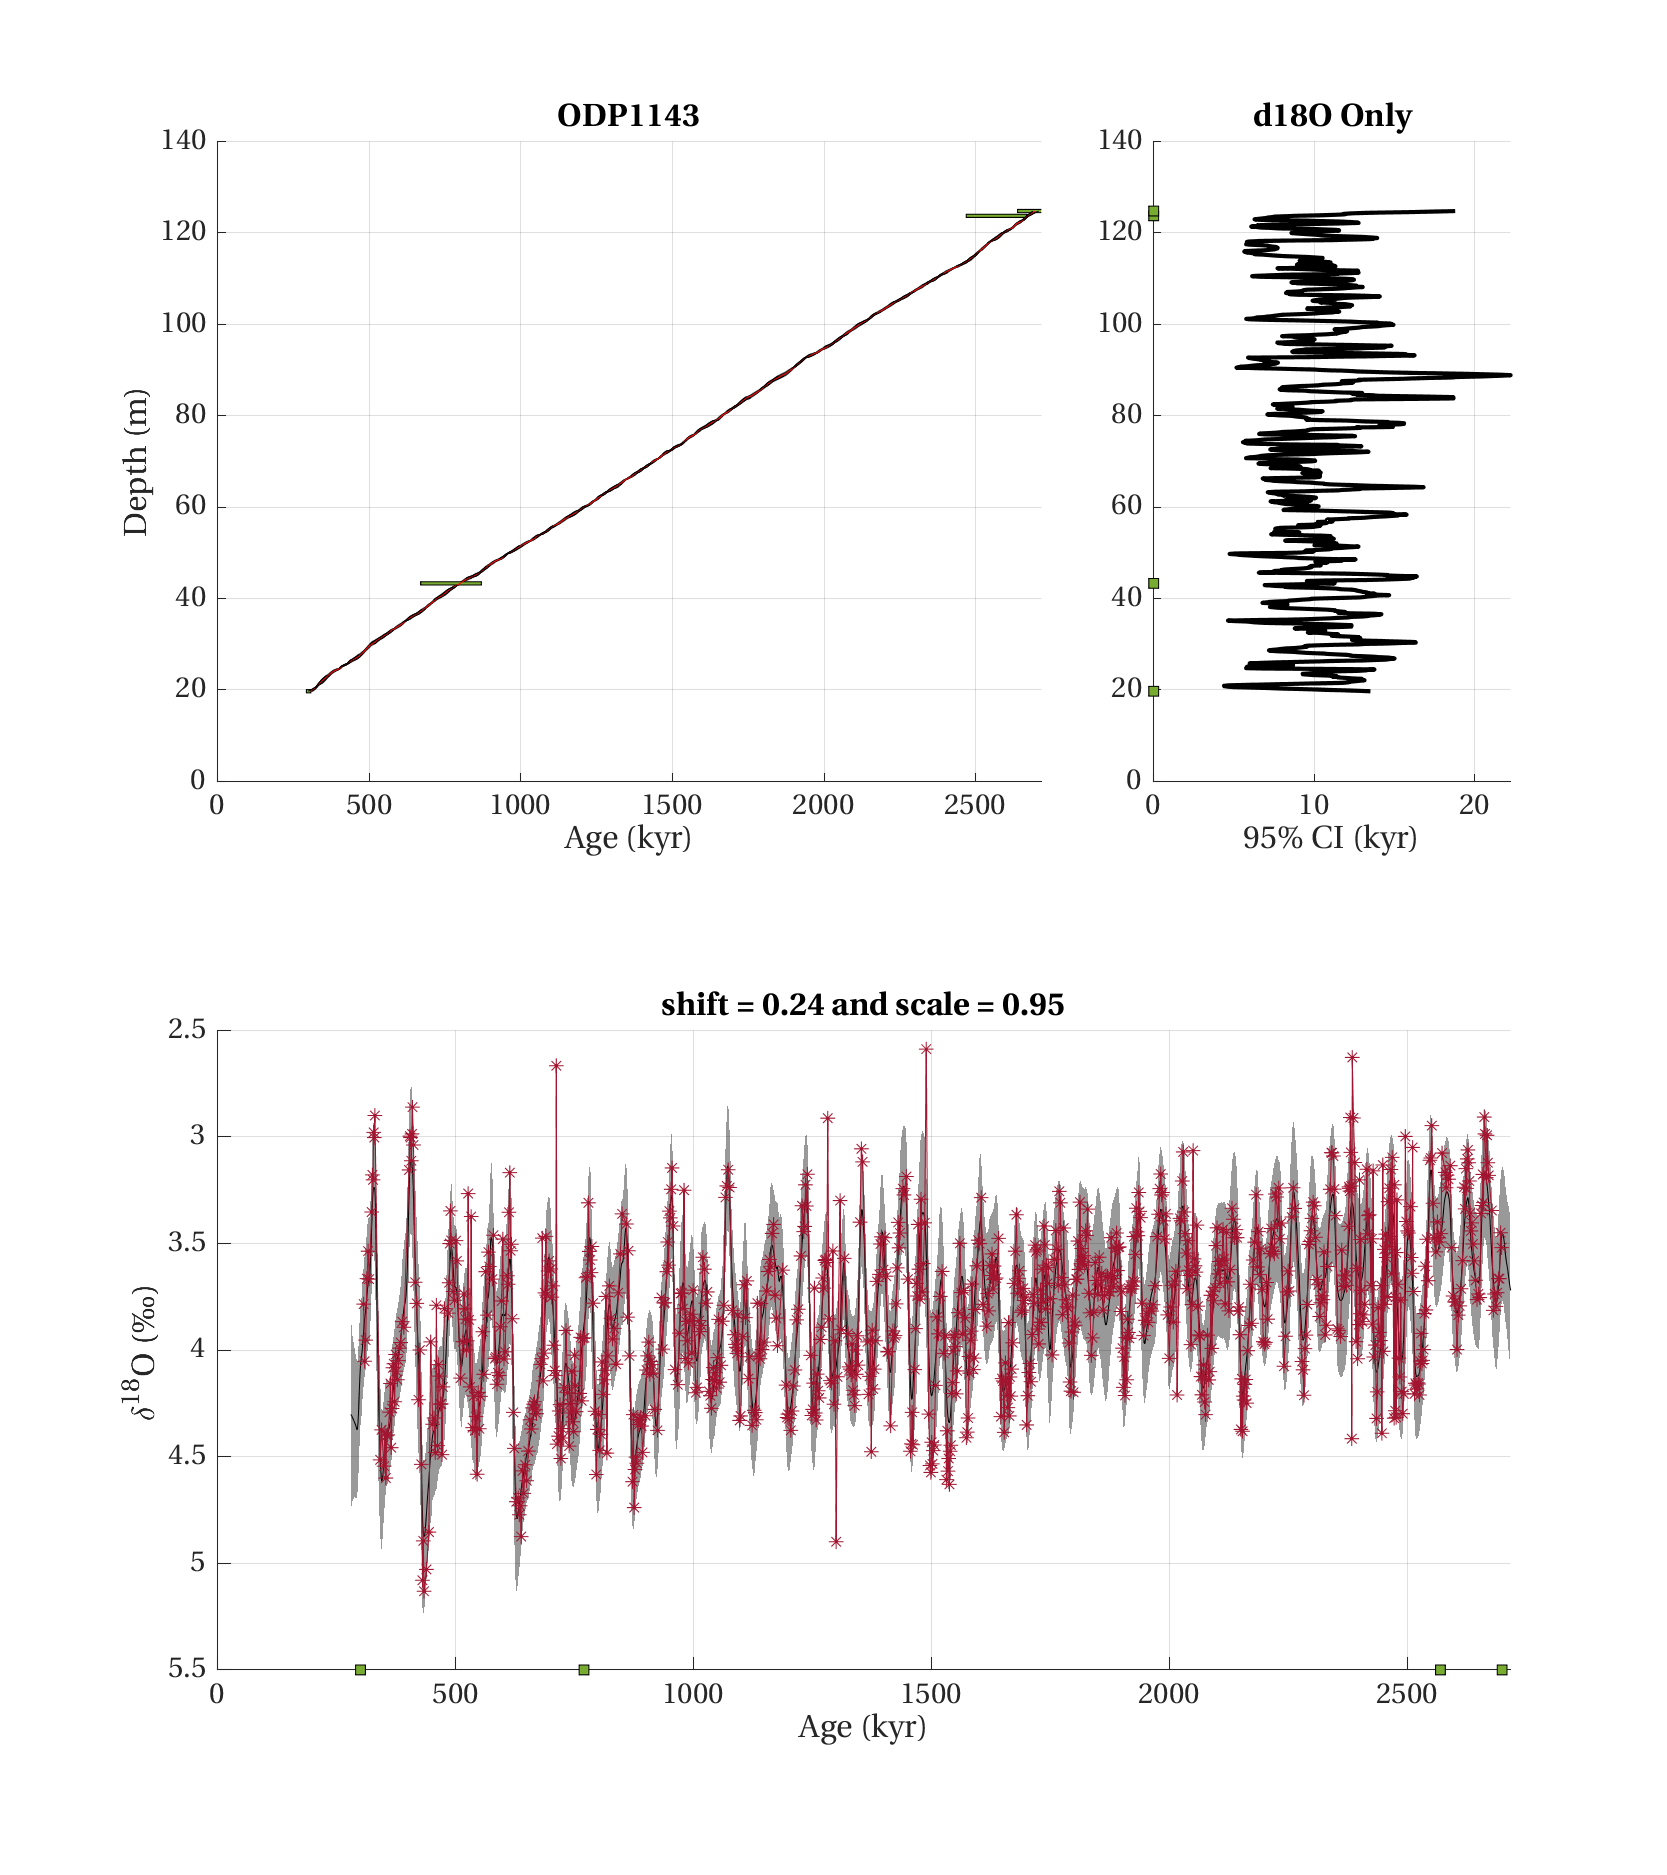 ODP1143
140
120
100
80
60
40
20
0
Depth (m)
0 500 1000 1500 2000 2500
Age (kyr)
d18O Only
140
120
100
80
60
40
20
0
0 10 20
95% CI (kyr)
shift = 0.24 and scale = 0.95
2.5
3
3.5
4
4.5
5
5.5
δ18O (‰)
0 500 1000 1500 2000 2500
Age (kyr)